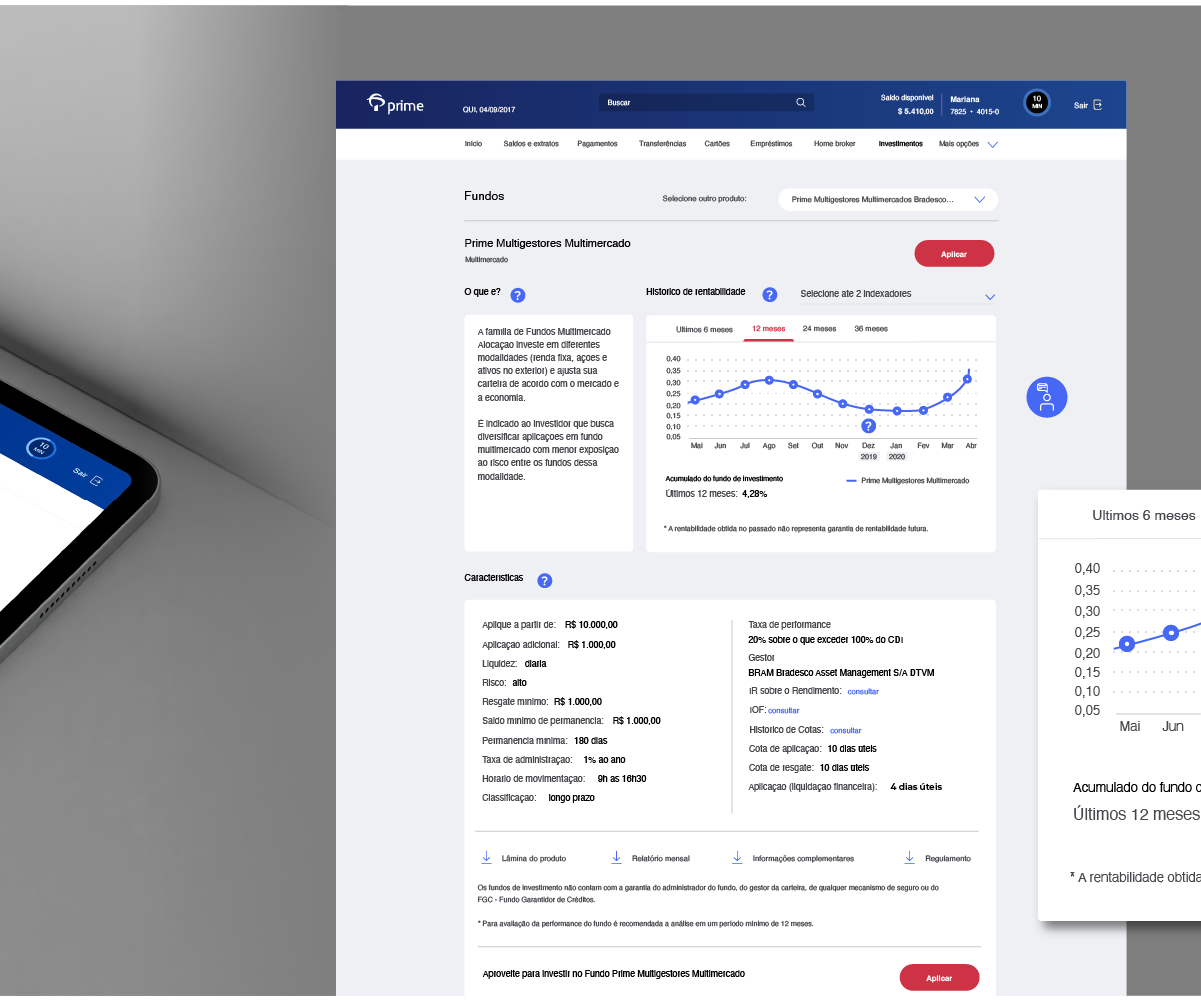 prime
QUI, 04/09/2017
Buscar
Saldo disponível
$ 5.410,00
Mariana
7825 • 4015-0
10
MIN
Sair
Início
Saldos e extratos
Pagamentos
Transferências
Cartões
Empréstimos
Home broker
Investimentos
Mais opções
Fundos
Selecione outro produto:
Prime Multigestores Multimercados Bradesco...
Prime Multigestores Multimercado
Multimercado
Aplicar
O que e?
?
Historico de rentabilidade
?
Selecione ate 2 indexadores
A família de Fundos Multimercado
Alocação investe em diferentes
modalidades (renda fixa, ações e
ativos no exterior) e ajusta sua
carteira de acordo com o mercado e
a economia.
É indicado ao investidor que busca
diversificar aplicações em fundo
multimercado com menor exposição
ao risco entre os fundos dessa
modalidade.
Ultimos 6 meses
12 meses
24 meses
36 meses
0,40
0,35
0,30
0,25
0,20
0,15
0,10
0,05
?
Mai Jun Jul Ago Set Out Nov Dez Jan Fev Mar Abr
2019 2020
Acumulado do fundo de investimento
Últimos 12 meses: 4,28%
Prime Multigestores Multimercado
* A rentabilidade obtida no passado não representa garantia de rentabilidade futura.
Caracteristicas
?
Aplique a partir de: R$ 10.000,00
Aplicação adicional: R$ 1.000,00
Liquidez: diaria
Risco: alto
Resgate minimo: R$ 1.000,00
Saldo minimo de permanencia: R$ 1.000,00
Permanencia minima: 180 dias
Taxa de administração: 1% ao ano
Horario de movimentação: 9h as 16h30
Classificação: longo prazo
Taxa de performance
20% sobre o que exceder 100% do CDI
Gestor
BRAM Bradesco Asset Management S/A DTVM
IR sobre o Rendimento: consultar
IOF: consultar
Historico de Cotas: consultar
Cota de aplicação: 10 dias uteis
Cota de resgate: 10 dias uteis
Aplicação (liquidação financeira): 4 dias úteis
Lâmina do produto
Relatório mensal
Informações complementares
Regulamento
Os fundos de investimento não contam com a garantia do administrador do fundo, do gestor da carteira, de qualquer mecanismo de seguro ou do
FGC - Fundo Garantidor de Créditos.
* Para avaliação da performance do fundo é recomendada a análise em um período mínimo de 12 meses.
Aproveite para investir no Fundo Prime Multigestores Multimercado
Aplicar
10
MIN
Sair
Ultimos 6 meses
0,40
0,35
0,30
0,25
0,20
0,15
0,10
0,05
Mai Jun
Acumulado do fundo d
Últimos 12 meses
* A rentabilidade obtida